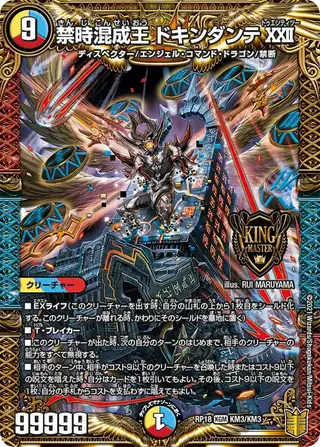 9
きん じ こん せい おう
トゥエンティツー
禁時混成王 ドキンダンテ XXII
ディスペクター/エンジェル・コマンド・ドラゴン/禁断
KING
MASTER
illus. RUI MARUYAMA
クリーチャー
■EXライフ(このクリーチャーを出す時、自分の山札の上から1枚目をシールド化する。このクリーチャーが離れる時、かわりにそのシールドを墓地に置く)
■T・ブレイカー
■このクリーチャーが出た時、次の自分のターンのはじめまで、相手のクリーチャーの能力をすべて無視する。
■相手のターン中、相手がコスト9以下のクリーチャーを召喚した時またはコスト9以下の呪文を唱えた時、自分はカードを1枚引いてもよい。その後、コスト9以下の呪文を1枚、自分の手札からコストを支払わずに唱えてもよい。
99999
1
RP18 KGM KM3/KM3